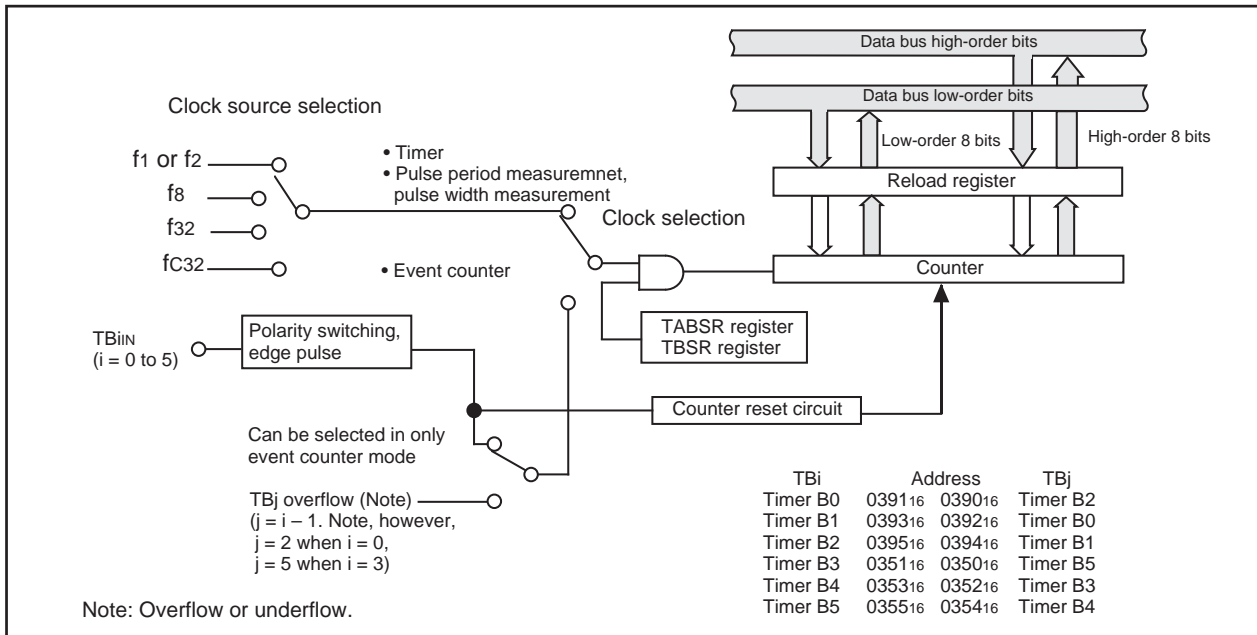 Data bus high-order bits
Data bus low-order bits
Clock source selection
Low-order 8 bits
High-order 8 bits
f1 or f2
f8
f32
fC32
• Timer
• Pulse period measuremnet,
pulse width measurement
Reload register
Clock selection
• Event counter
Counter
TBiIN
(i = 0 to 5)
Polarity switching,
edge pulse
TABSR register
TBSR register
Counter reset circuit
Can be selected in only
event counter mode
TBj overflow (Note)
(j = i – 1. Note, however,
j = 2 when i = 0,
j = 5 when i = 3)
TBi Address TBj
Timer B0 039116 039016 Timer B2
Timer B1 039316 039216 Timer B0
Timer B2 039516 039416 Timer B1
Timer B3 035116 035016 Timer B5
Timer B4 035316 035216 Timer B3
Timer B5 035516 035416 Timer B4
Note: Overflow or underflow.